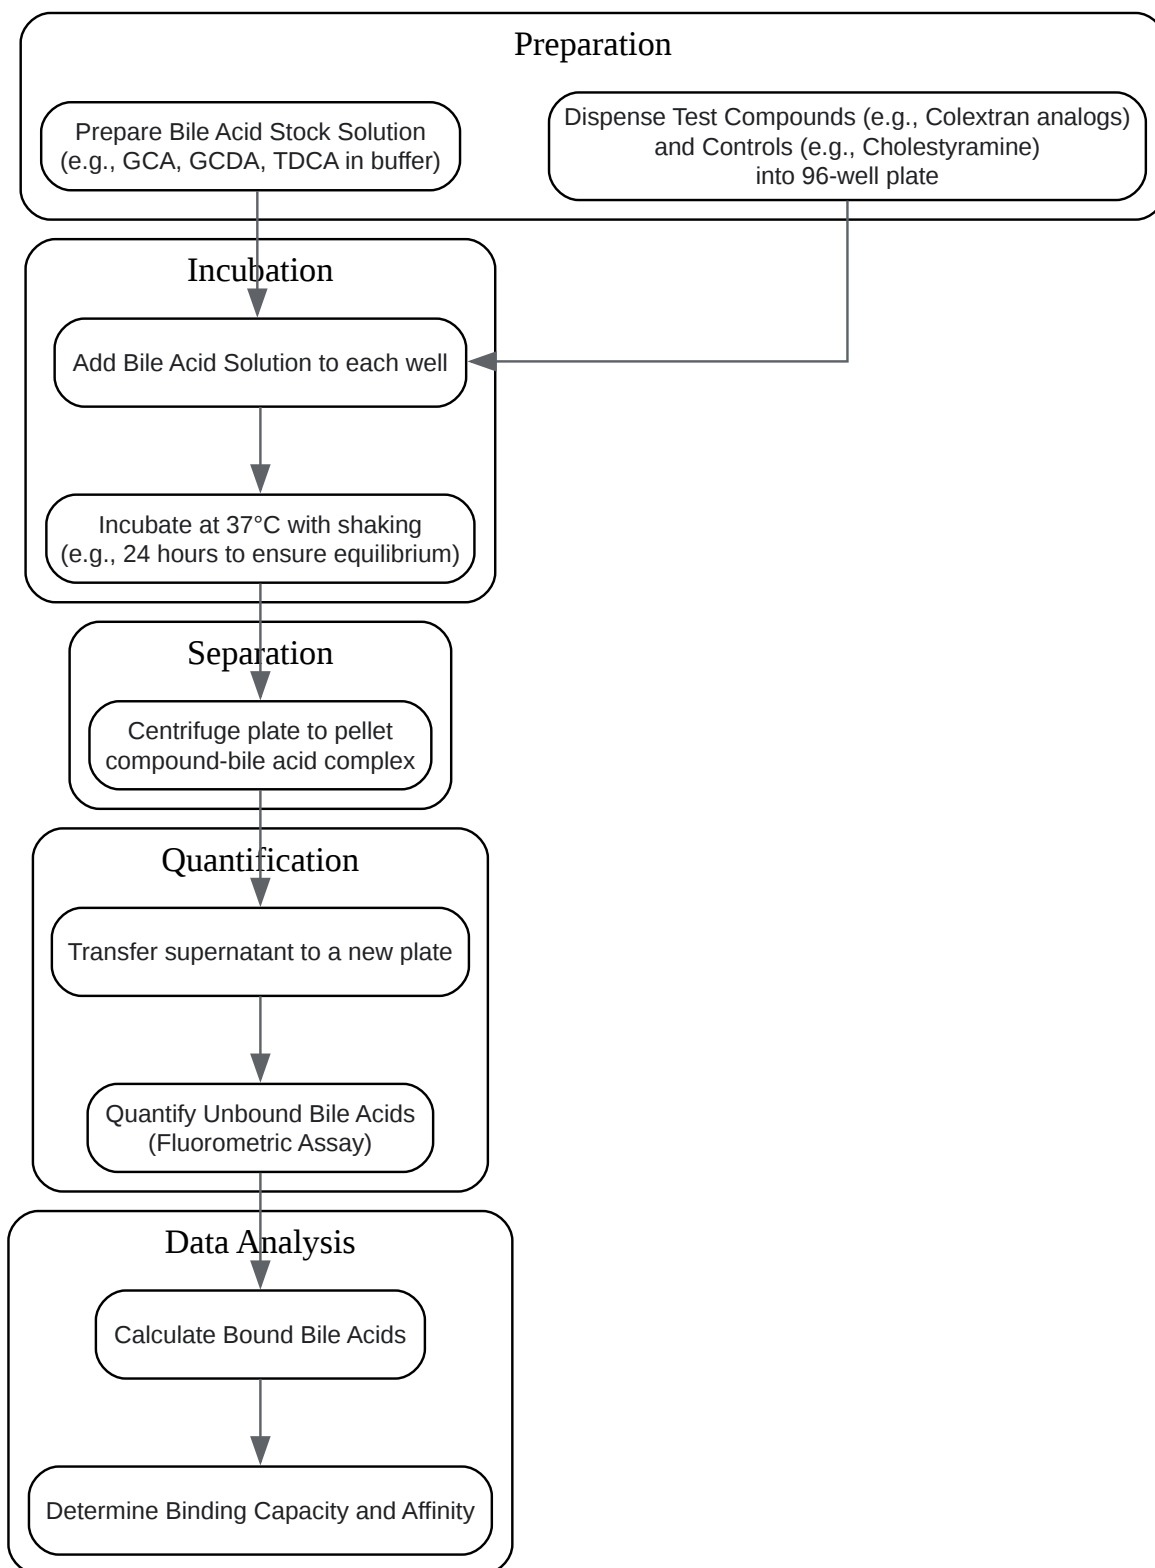 Preparation
Prepare Bile Acid Stock Solution
(e.g., GCA, GCDA, TDCA in buffer)
Dispense Test Compounds (e.g., Colextran analogs)
and Controls (e.g., Cholestyramine)
into 96-well plate
Incubation
Add Bile Acid Solution to each well
Incubate at 37°C with shaking
(e.g., 24 hours to ensure equilibrium)
Separation
Centrifuge plate to pellet
compound-bile acid complex
Quantification
Transfer supernatant to a new plate
Quantify Unbound Bile Acids
(Fluorometric Assay)
Data Analysis
Calculate Bound Bile Acids
Determine Binding Capacity and Affinity